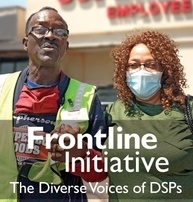 EMPLOYEE
Frontline
Initiative
The Diverse Voices of DSPs